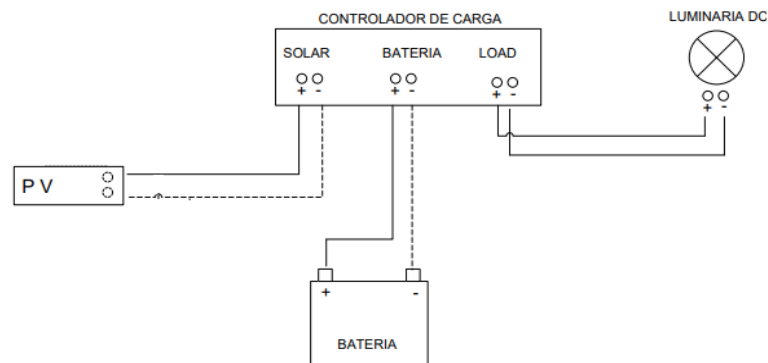 CONTROLADOR DE CARGA
LUMINARIA DC
SOLAR BATERIA LOAD
+ - + - + -
+ -
P V
+ -
BATERIA